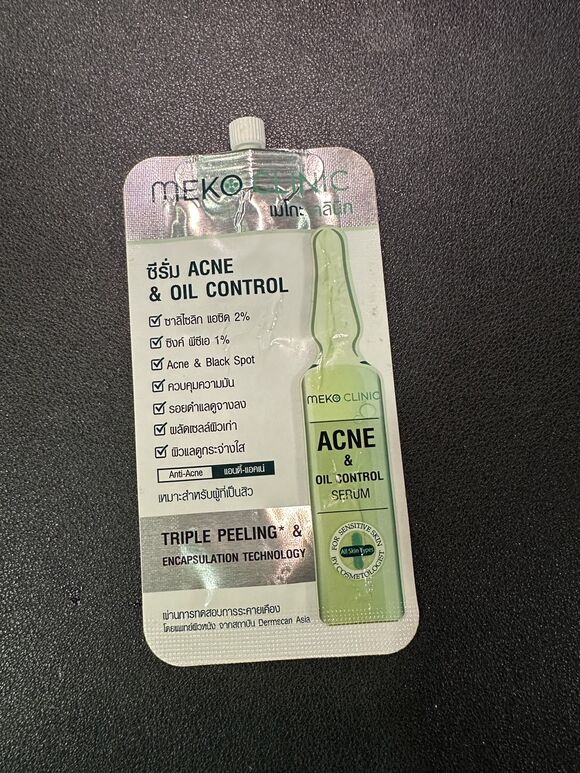 MEKO CLINIC
เมโกะ คลินิก
ซีรั่ม ACNE
& OIL CONTROL
ซาลิไซลิก แอซิด 2%
ซิงค์ พีซีเอ 1%
Acne & Black Spot
ควบคุมความมัน
รอยดำแลดูจางลง
ผลัดเซลล์ผิวเก่า
ผิวแลดูกระจ่างใส
Anti-Acne แอนตี้-แอคเน่
เหมาะสำหรับผู้ที่เป็นสิว
TRIPLE PEELING* &
ENCAPSULATION TECHNOLOGY
ผ่านการทดสอบการระคายเคือง
โดยแพทย์ผิวหนัง จากสถาบัน Dermscan Asia
MEKO CLINIC
ACNE
&
OIL CONTROL
SERUM
FOR SENSITIVE SKIN
All Skin Types
BY COSMETOLOGIST